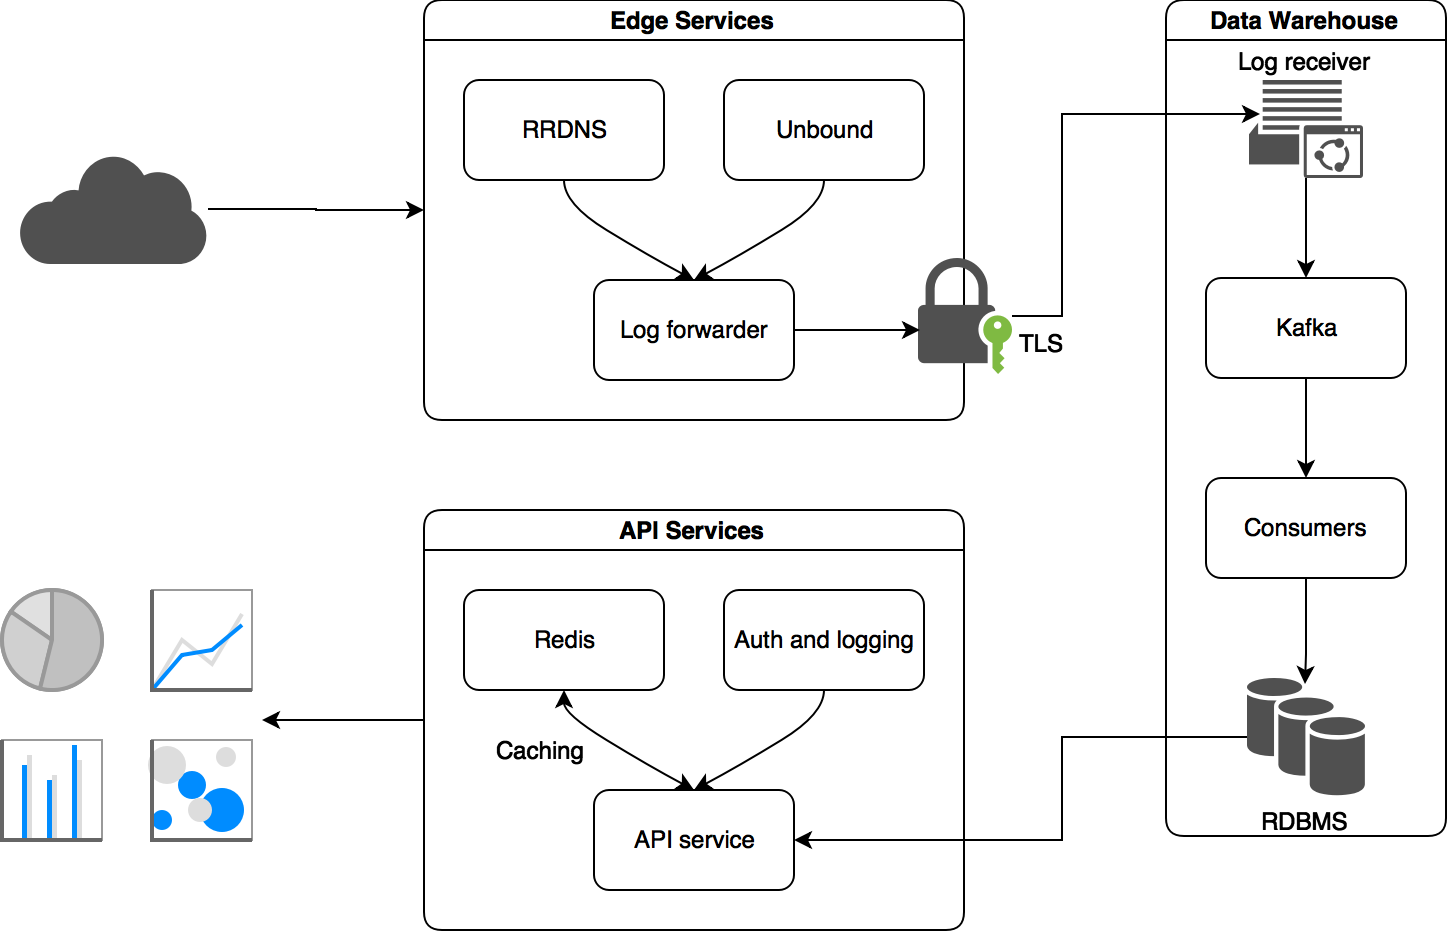 Edge Services
RRDNS
Unbound
Log forwarder
TLS
Data Warehouse
Log receiver
Kafka
Consumers
RDBMS
API Services
Redis
Auth and logging
Caching
API service